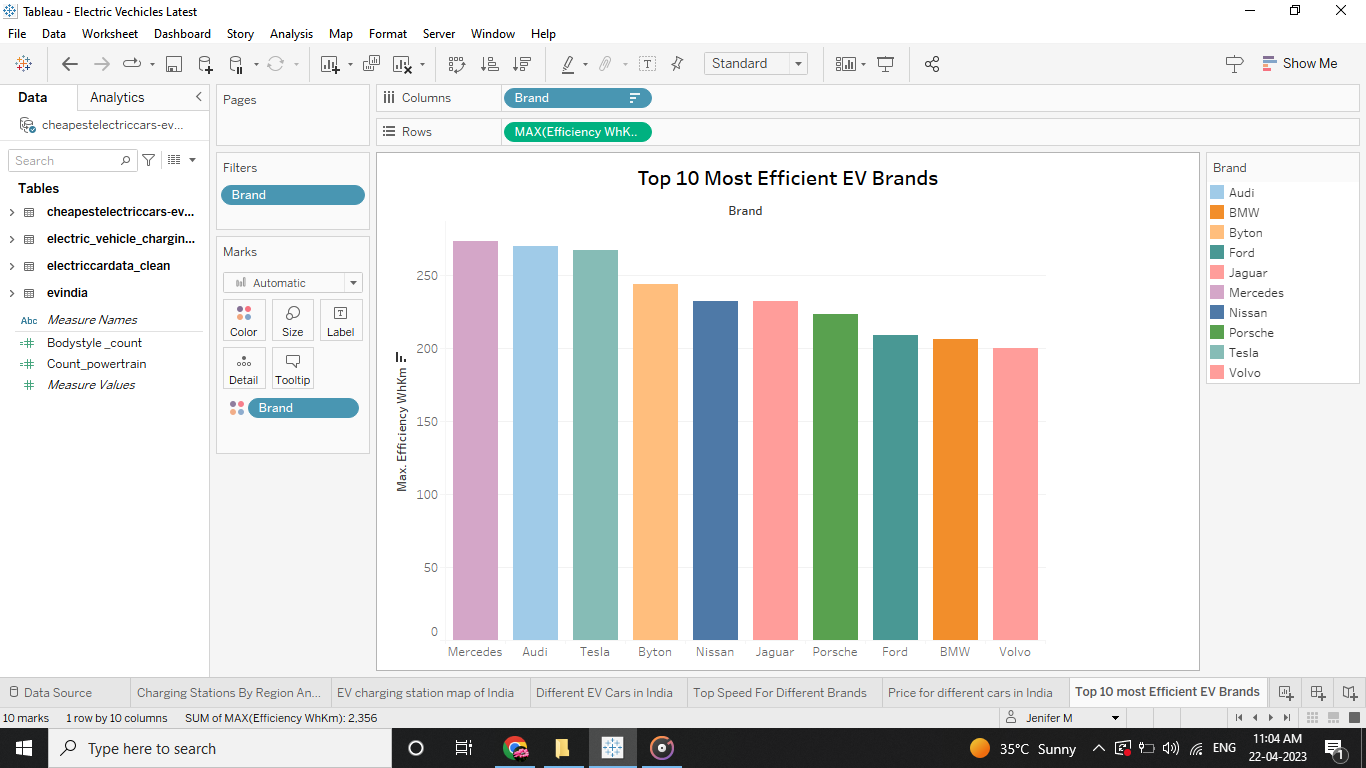 Tableau - Electric Vechicles Latest
File Data Worksheet Dashboard Story Analysis Map Format Server Window Help
Standard
Show Me
Data Analytics
cheapestelectriccars-ev...
Search
Tables
cheapestelectriccars-ev...
electric_vehicle_chargin...
electriccardata_clean
evindia
Abc Measure Names
Bodystyle _count
Count_powertrain
Measure Values
Pages
Filters
Brand
Marks
Automatic
Color Size Label
Detail Tooltip
Brand
Columns Brand
Rows MAX(Efficiency WhK..
Top 10 Most Efficient EV Brands
Brand
Max. Efficiency WhKm
250
200
150
100
50
0
Mercedes Audi Tesla Byton Nissan Jaguar Porsche Ford BMW Volvo
Brand
Audi
BMW
Byton
Ford
Jaguar
Mercedes
Nissan
Porsche
Tesla
Volvo
Data Source Charging Stations By Region An... EV charging station map of India Different EV Cars in India Top Speed For Different Brands Price for different cars in India Top 10 most Efficient EV Brands
10 marks 1 row by 10 columns SUM of MAX(Efficiency WhKm): 2,356 Jenifer M
Type here to search
35°C Sunny
ENG
11:04 AM
22-04-2023
1